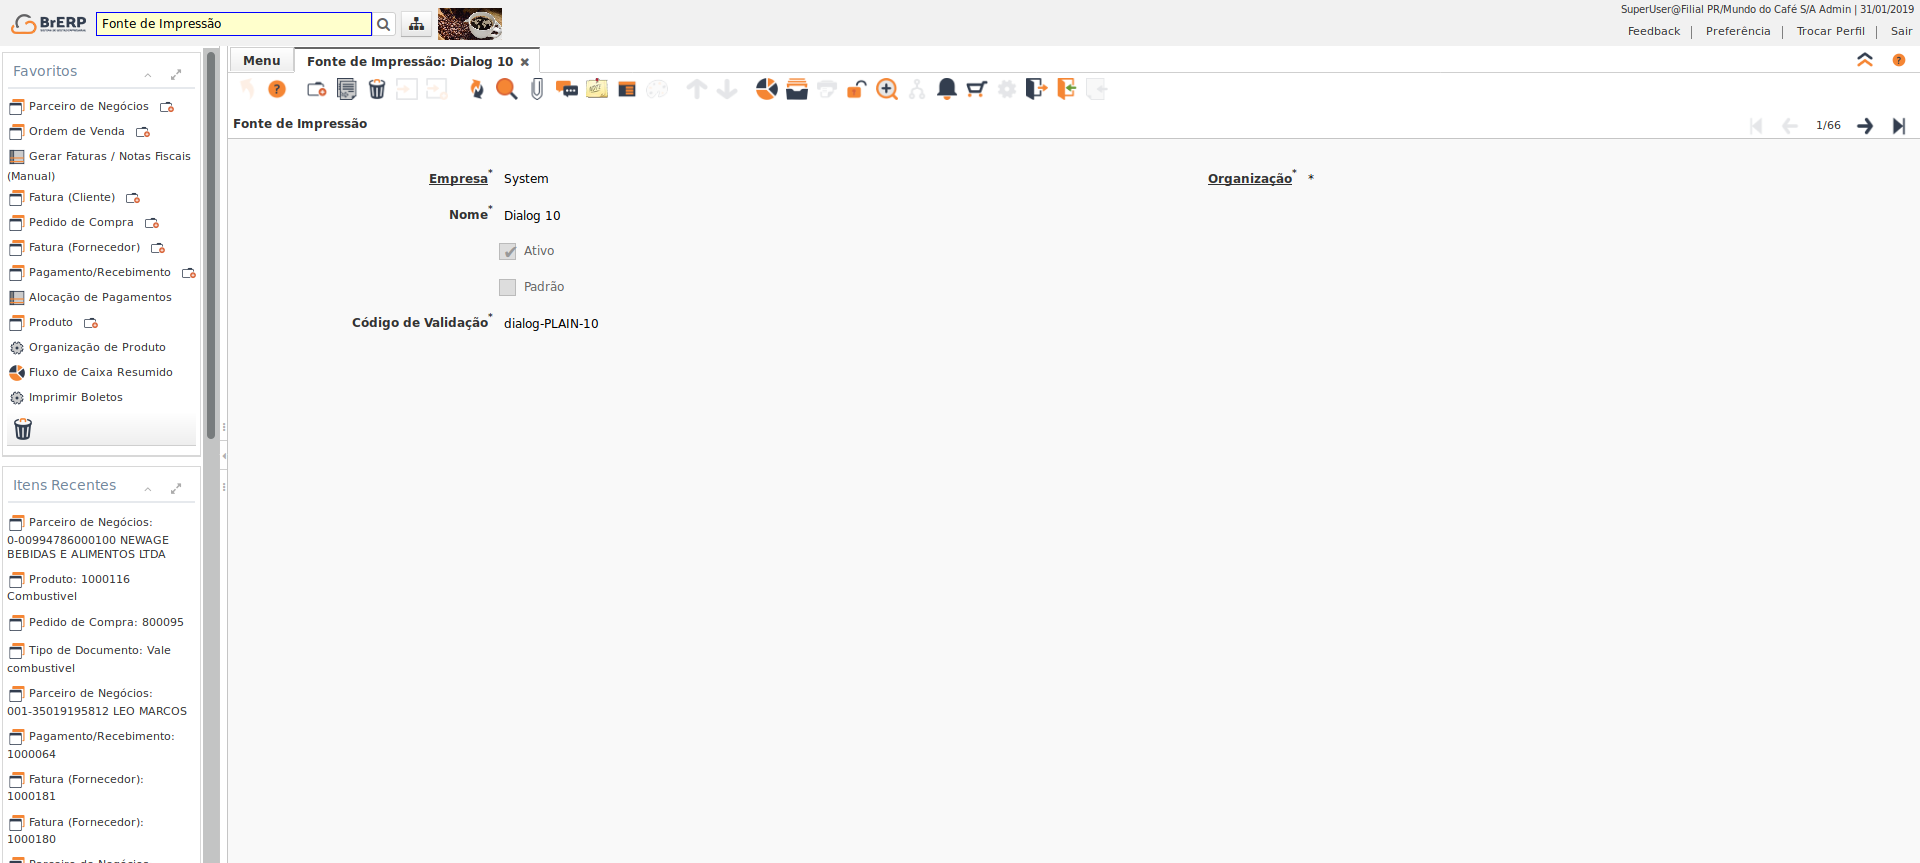 BrERP
Fonte de Impressão
SuperUser@Filial PR/Mundo do Café S/A Admin | 31/01/2019
Feedback | Preferência | Trocar Perfil | Sair
Favoritos
Parceiro de Negócios
Ordem de Venda
Gerar Faturas / Notas Fiscais
(Manual)
Fatura (Cliente)
Pedido de Compra
Fatura (Fornecedor)
Pagamento/Recebimento
Alocação de Pagamentos
Produto
Organização de Produto
Fluxo de Caixa Resumido
Imprimir Boletos
Itens Recentes
Parceiro de Negócios:
0-00994786000100 NEWAGE
BEBIDAS E ALIMENTOS LTDA
Produto: 1000116
Combustivel
Pedido de Compra: 800095
Tipo de Documento: Vale
combustivel
Parceiro de Negócios:
001-35019195812 LEO MARCOS
Pagamento/Recebimento:
1000064
Fatura (Fornecedor):
1000181
Fatura (Fornecedor):
1000180
Parceiro de Negócios
Menu
Fonte de Impressão: Dialog 10
Fonte de Impressão
1/66
Empresa* System
Organização* *
Nome* Dialog 10
Ativo
Padrão
Código de Validação* dialog-PLAIN-10